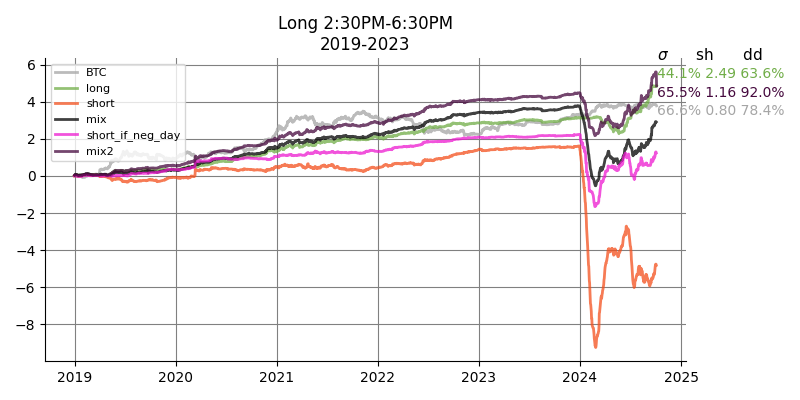 Long 2:30PM-6:30PM
2019-2023
σ sh dd
44.1% 2.49 63.6%
65.5% 1.16 92.0%
66.6% 0.80 78.4%
BTC
long
short
mix
short_if_neg_day
mix2
6
4
2
0
−2
−4
−6
−8
2019 2020 2021 2022 2023 2024 2025